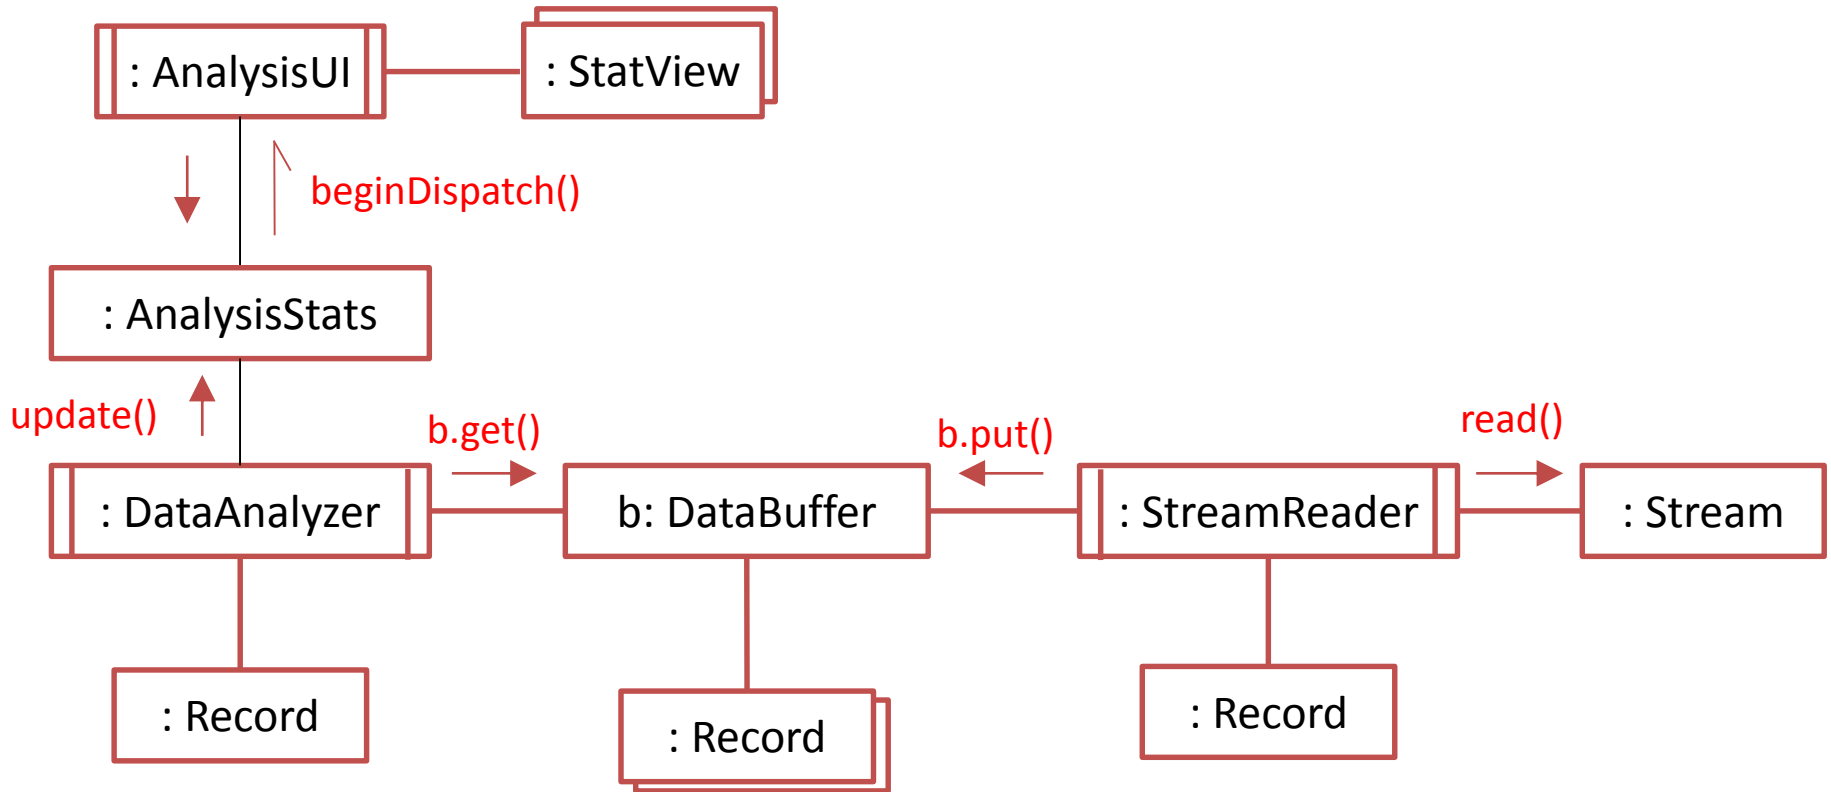 : AnalysisUI
: StatView
beginDispatch()
: AnalysisStats
update()
b.get()
b.put()
read()
: DataAnalyzer
b: DataBuffer
: StreamReader
: Stream
: Record
: Record
: Record